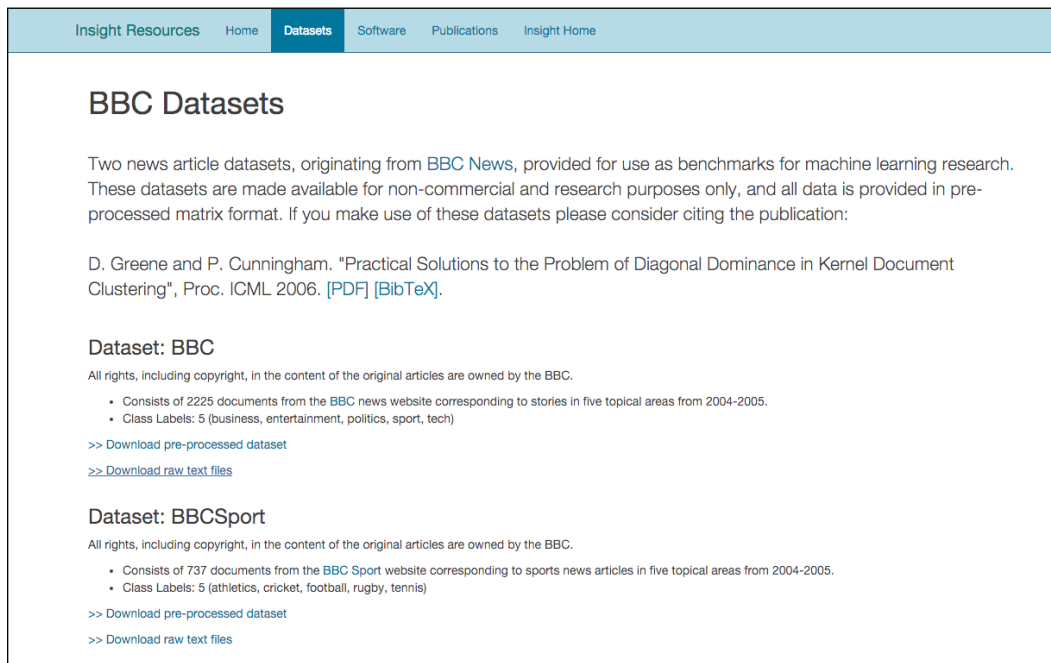 Insight Resources Home Datasets Software Publications Insight Home
BBC Datasets
Two news article datasets, originating from BBC News, provided for use as benchmarks for machine learning research.
These datasets are made available for non-commercial and research purposes only, and all data is provided in pre-
processed matrix format. If you make use of these datasets please consider citing the publication:
D. Greene and P. Cunningham. "Practical Solutions to the Problem of Diagonal Dominance in Kernel Document
Clustering", Proc. ICML 2006. [PDF] [BibTeX].
Dataset: BBC
All rights, including copyright, in the content of the original articles are owned by the BBC.
• Consists of 2225 documents from the BBC news website corresponding to stories in five topical areas from 2004-2005.
• Class Labels: 5 (business, entertainment, politics, sport, tech)
>> Download pre-processed dataset
>> Download raw text files
Dataset: BBCSport
All rights, including copyright, in the content of the original articles are owned by the BBC.
• Consists of 737 documents from the BBC Sport website corresponding to sports news articles in five topical areas from 2004-2005.
• Class Labels: 5 (athletics, cricket, football, rugby, tennis)
>> Download pre-processed dataset
>> Download raw text files